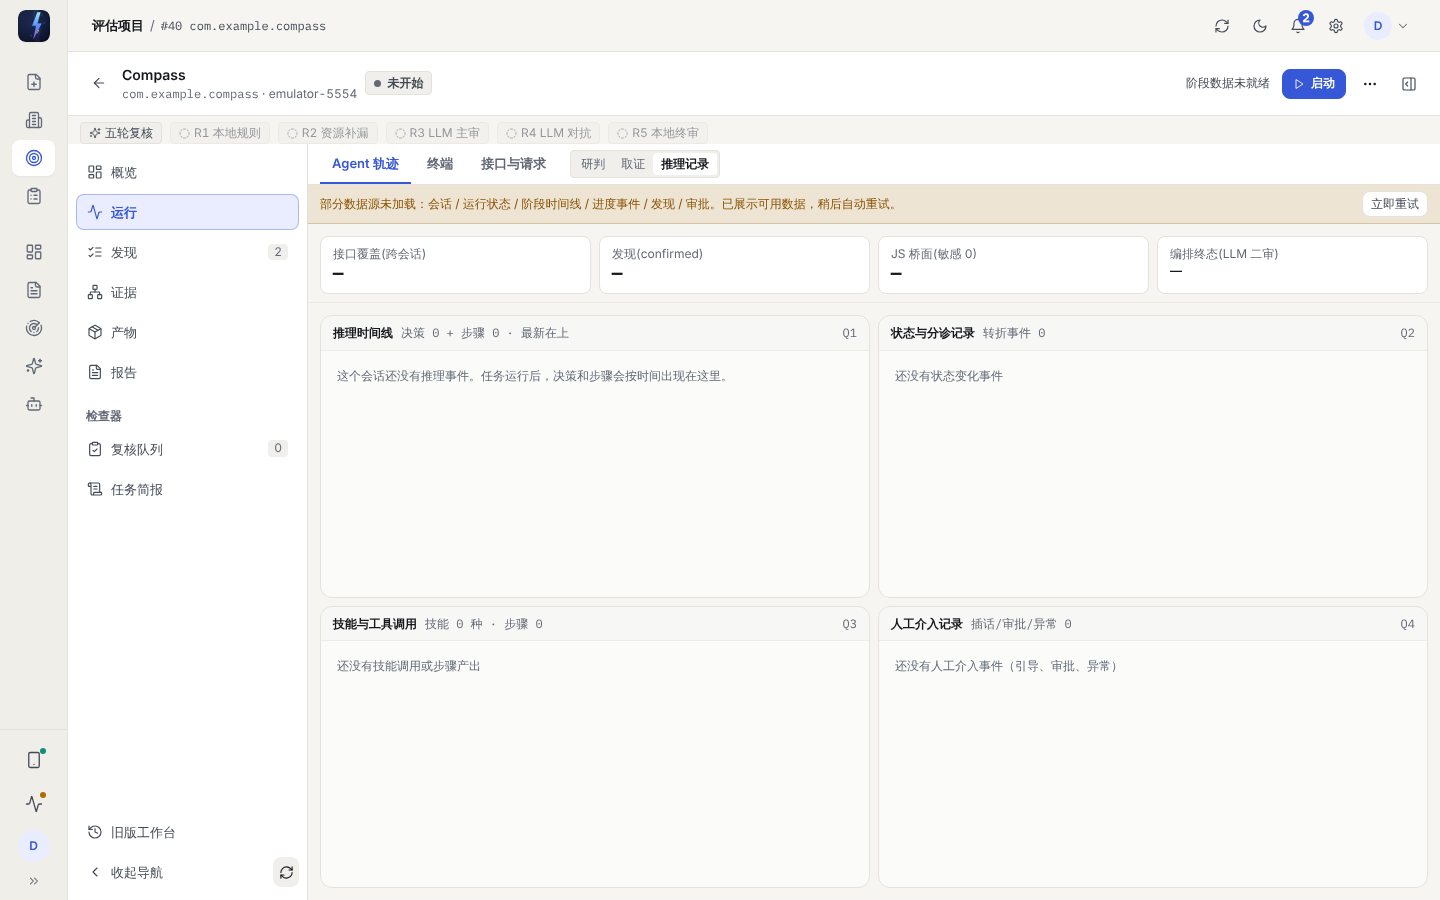 评估项目 / #40 com.example.compass
2
D
Compass
com.example.compass · emulator-5554
未开始
阶段数据未就绪
启动
五轮复核
R1 本地规则
R2 资源补漏
R3 LLM 主审
R4 LLM 对抗
R5 本地终审
概览
运行
发现 2
证据
产物
报告
检查器
复核队列 0
任务简报
旧版工作台
收起导航
D
Agent 轨迹
终端
接口与请求
研判
取证
推理记录
部分数据源未加载：会话 / 运行状态 / 阶段时间线 / 进度事件 / 发现 / 审批。已展示可用数据，稍后自动重试。
立即重试
接口覆盖(跨会话)
—
发现(confirmed)
—
JS 桥面(敏感 0)
—
编排终态(LLM 二审)
—
推理时间线 决策 0 + 步骤 0 · 最新在上 Q1
这个会话还没有推理事件。任务运行后，决策和步骤会按时间出现在这里。
状态与分诊记录 转折事件 0 Q2
还没有状态变化事件
技能与工具调用 技能 0 种 · 步骤 0 Q3
还没有技能调用或步骤产出
人工介入记录 插话/审批/异常 0 Q4
还没有人工介入事件（引导、审批、异常）